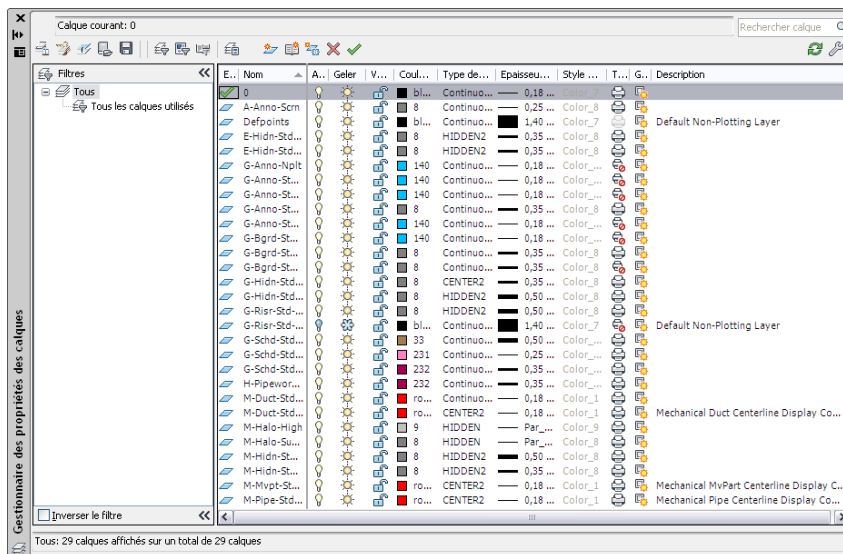 Calque courant: 0
Rechercher calque
Filtres
Tous
Tous les calques utilisés
E.. Nom A.. Geler V... Coul... Type de... Epaisseu... Style ... T... G.. Description
0 bl... Continuo... 0,18 ... Color_7
A-Anno-Scrn 8 Continuo... 0,25 ... Color_8
Defpoints bl... Continuo... 1,40 ... Color_7 Default Non-Plotting Layer
E-Hidn-Std... 8 HIDDEN2 0,35 ... Color_8
E-Hidn-Std... 8 HIDDEN2 0,35 ... Color_8
G-Anno-Nplt 140 Continuo... 0,18 ... Color_...
G-Anno-St... 140 Continuo... 0,18 ... Color_...
G-Anno-St... 140 Continuo... 0,18 ... Color_...
G-Anno-St... 8 Continuo... 0,35 ... Color_8
G-Anno-St... 140 Continuo... 0,18 ... Color_...
G-Bgrd-St... 140 Continuo... 0,18 ... Color_...
G-Bgrd-St... 8 Continuo... 0,35 ... Color_8
G-Bgrd-St... 8 Continuo... 0,35 ... Color_8
G-Hidn-Std... 8 CENTER2 0,35 ... Color_8
G-Hidn-Std... 8 HIDDEN2 0,50 ... Color_8
G-Risr-Std-... 8 HIDDEN2 0,50 ... Color_8
G-Risr-Std-... bl... Continuo... 1,40 ... Color_7 Default Non-Plotting Layer
G-Schd-Std... 33 Continuo... 0,50 ... Color_...
G-Schd-Std... 231 Continuo... 0,25 ... Color_...
G-Schd-Std... 232 Continuo... 0,35 ... Color_...
H-Pipewor... 232 Continuo... 0,35 ... Color_...
M-Duct-Std... ro... Continuo... 0,18 ... Color_1
M-Duct-Std... ro... CENTER2 0,18 ... Color_1 Mechanical Duct Centerline Display Co...
M-Halo-High 9 HIDDEN Par_... Color_9
M-Halo-Su... 8 HIDDEN Par_... Color_8
M-Hidn-St... 8 HIDDEN2 0,50 ... Color_8
M-Hidn-St... 8 HIDDEN2 0,35 ... Color_8
M-Mvpt-St... ro... CENTER2 0,18 ... Color_1 Mechanical MvPart Centerline Display C...
M-Pipe-Std... ro... CENTER2 0,18 ... Color_1 Mechanical Pipe Centerline Display Co...
Inverser le filtre
Gestionnaire des propriétés des calques
Tous: 29 calques affichés sur un total de 29 calques